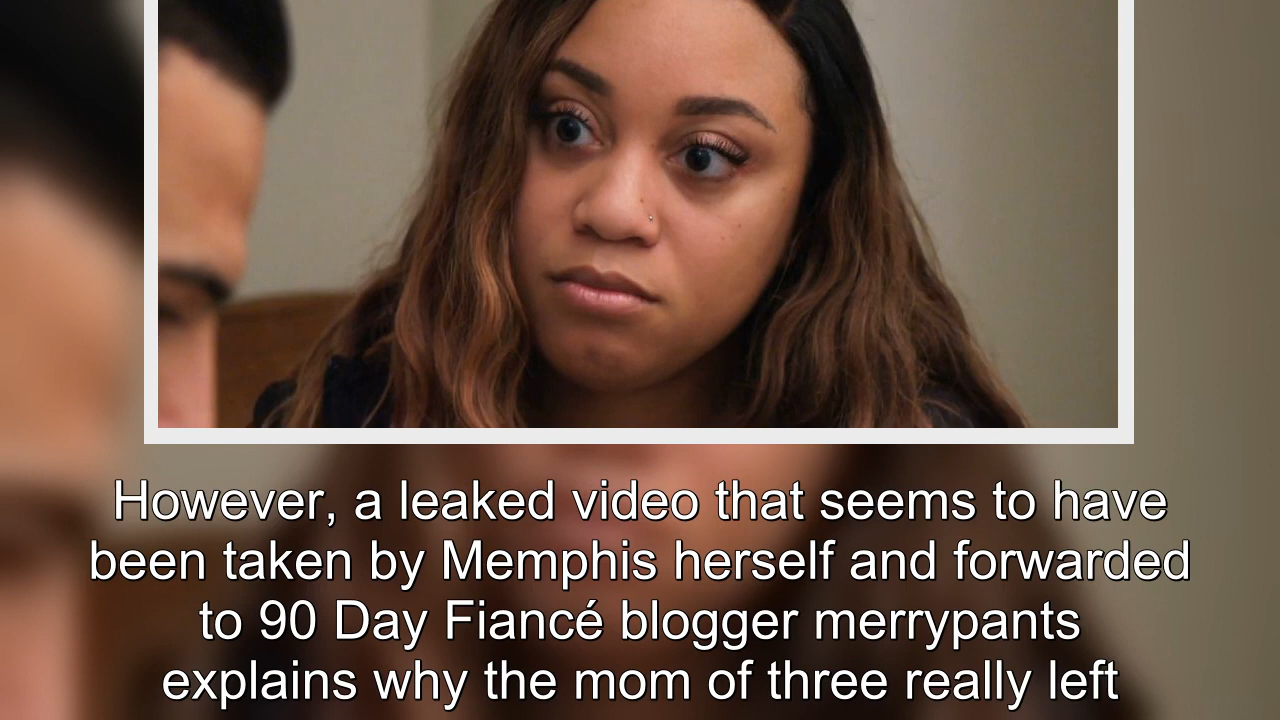 However, a leaked video that seems to have
been taken by Memphis herself and forwarded
to 90 Day Fiancé blogger merrypants
explains why the mom of three really left